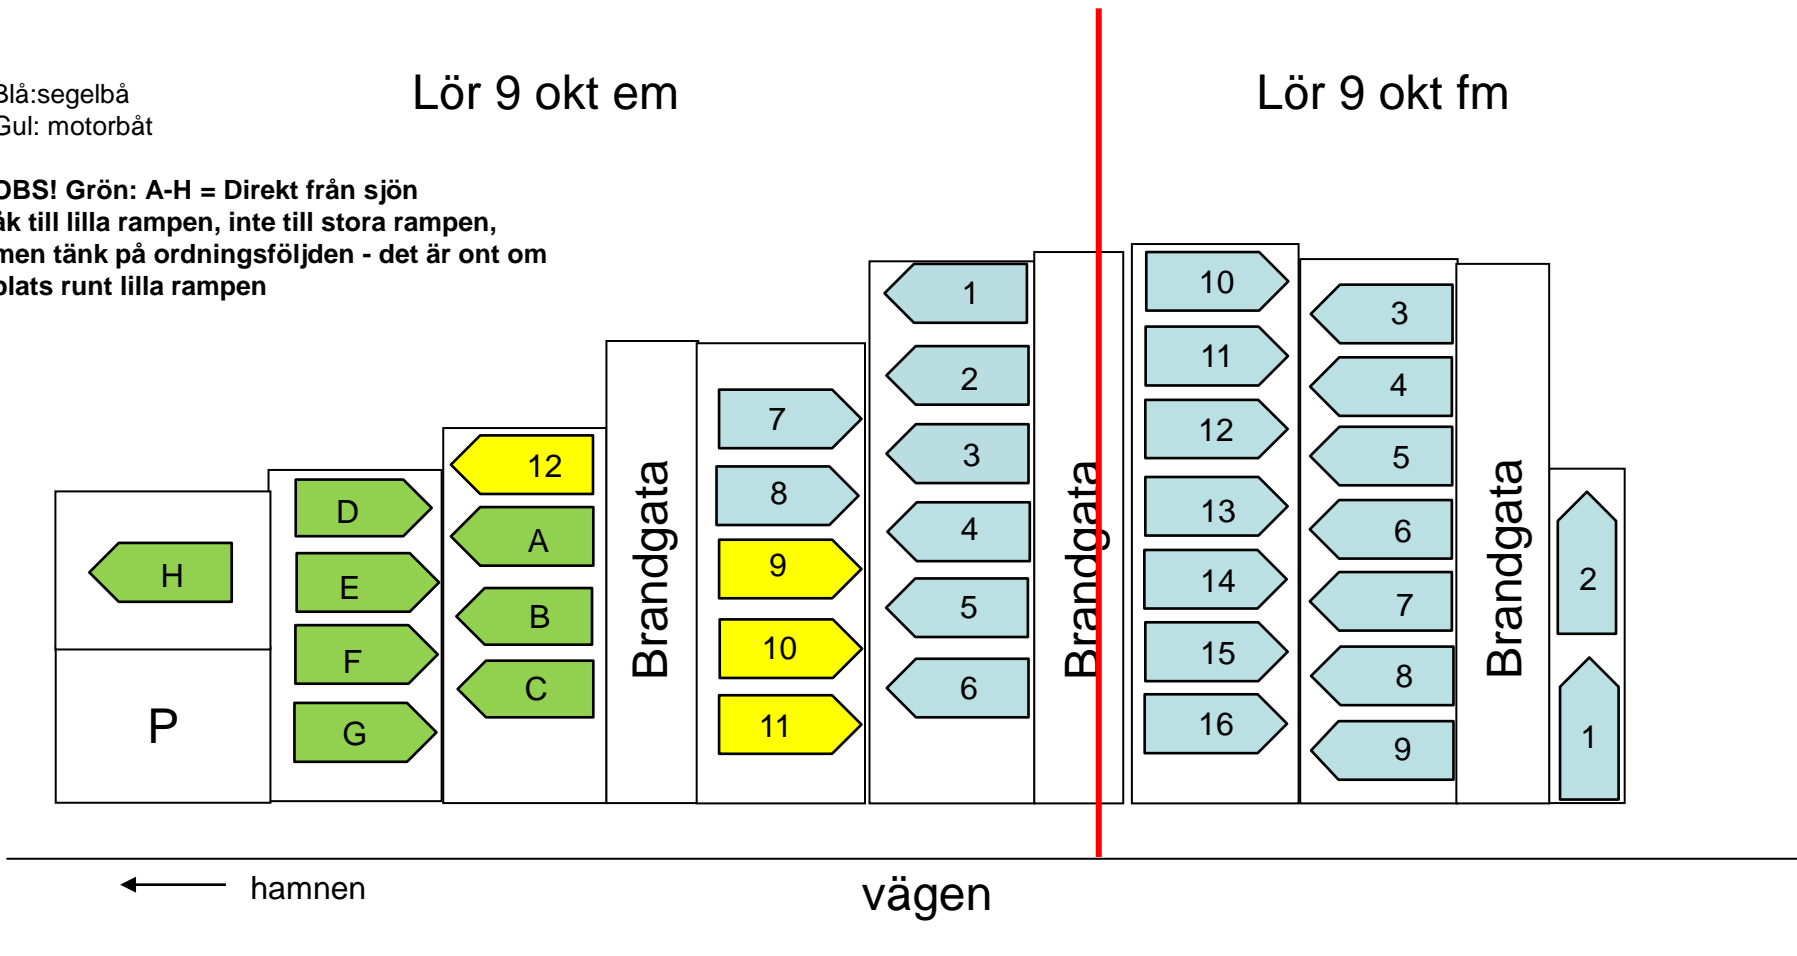 Lör 9 okt em
Lör 9 okt fm
Blå:segelbå
Gul: motorbåt
OBS! Grön: A-H = Direkt från sjön
åk till lilla rampen, inte till stora rampen,
men tänk på ordningsföljden - det är ont om
plats runt lilla rampen
H
P
D
E
F
G
12
A
B
C
Brandgata
7
8
9
10
11
1
2
3
4
5
6
Brandgata
10
11
12
13
14
15
16
3
4
5
6
7
8
9
Brandgata
2
1
hamnen
vägen